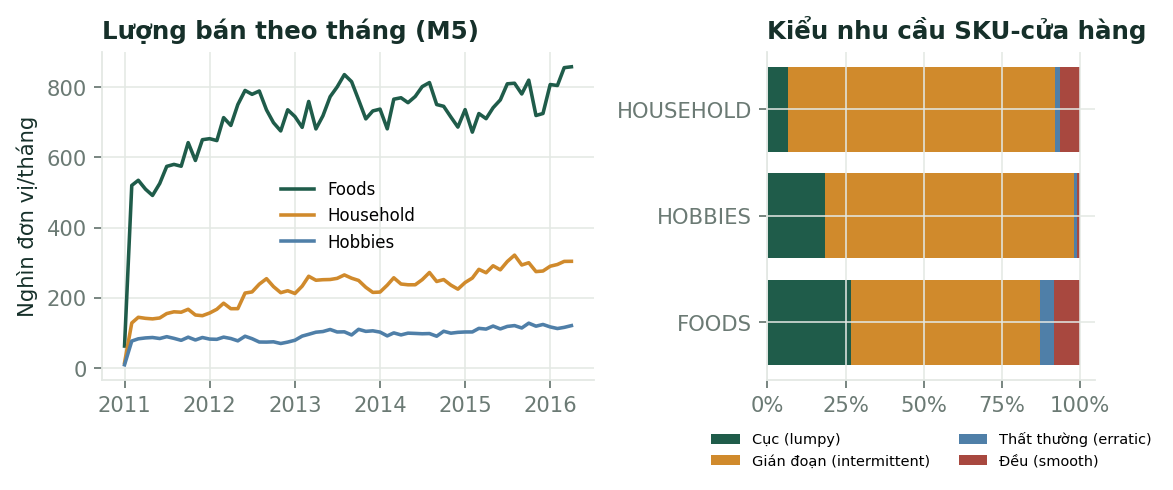 Lượng bán theo tháng (M5)
Nghìn đơn vị/tháng
800
600
400
200
0
2011 2012 2013 2014 2015 2016
Foods
Household
Hobbies
Kiểu nhu cầu SKU-cửa hàng
HOUSEHOLD
HOBBIES
FOODS
0% 25% 50% 75% 100%
Cục (lumpy)
Gián đoạn (intermittent)
Thất thường (erratic)
Đều (smooth)